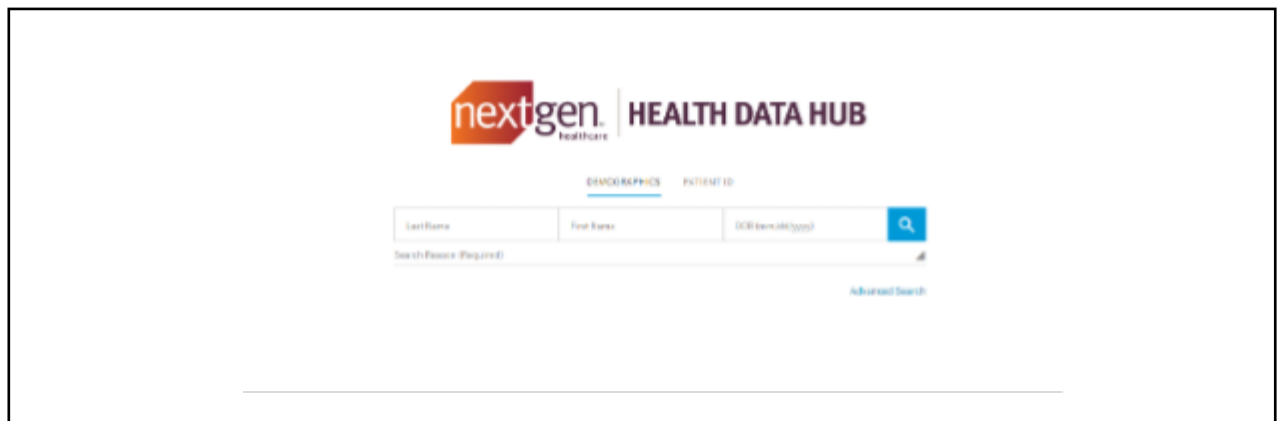 nextgen. | HEALTH DATA HUB
healthcare
DEMOGRAPHICS PATIENT ID
Last Name First Name DOB (mm/dd/yyyy)
Search Reason (Required)
Advanced Search